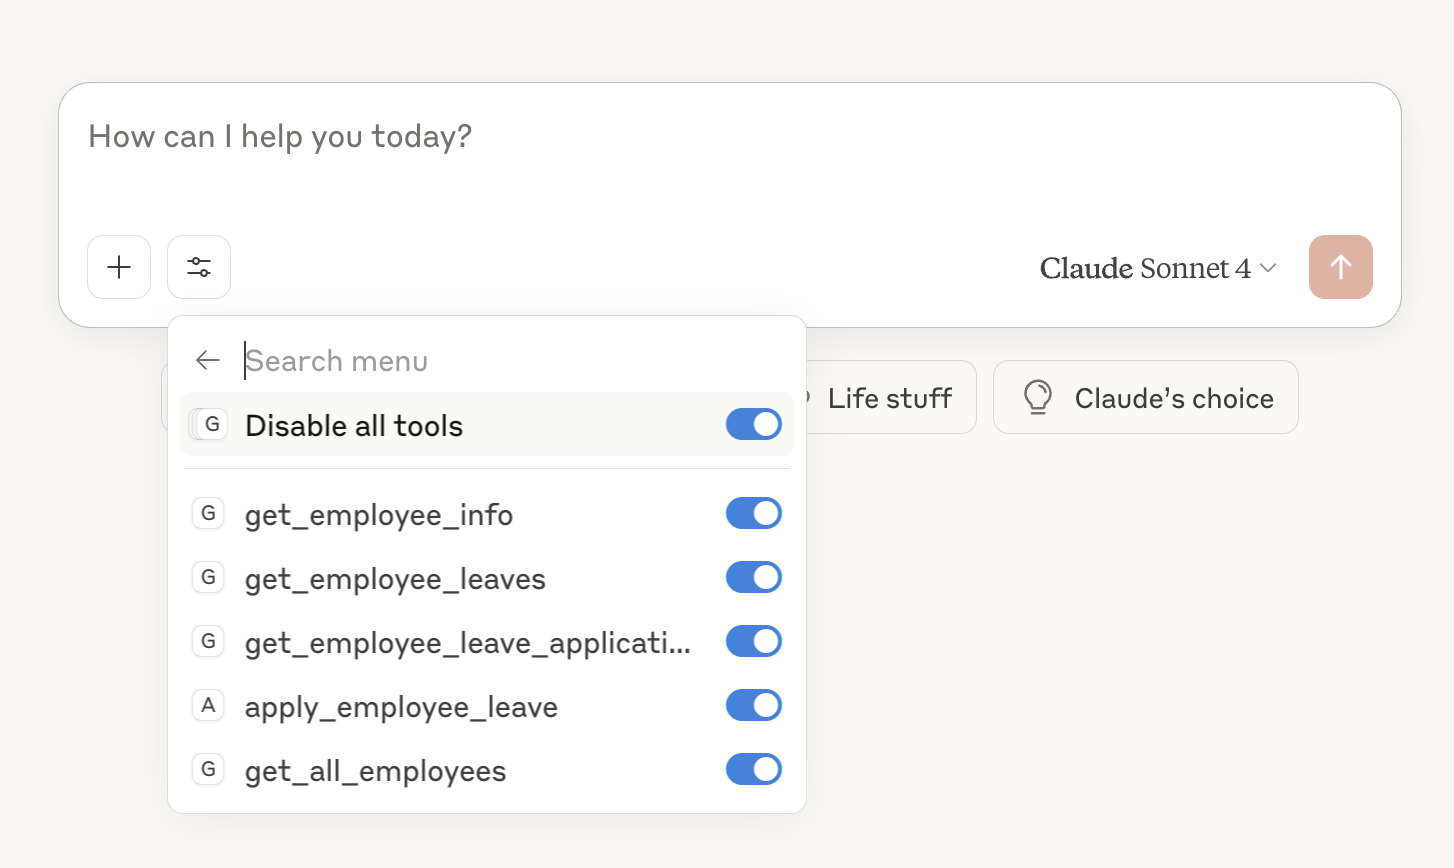 How can I help you today?
Claude Sonnet 4
Search menu
G Disable all tools
Life stuff
Claude’s choice
G get_employee_info
G get_employee_leaves
G get_employee_leave_applicati...
A apply_employee_leave
G get_all_employees